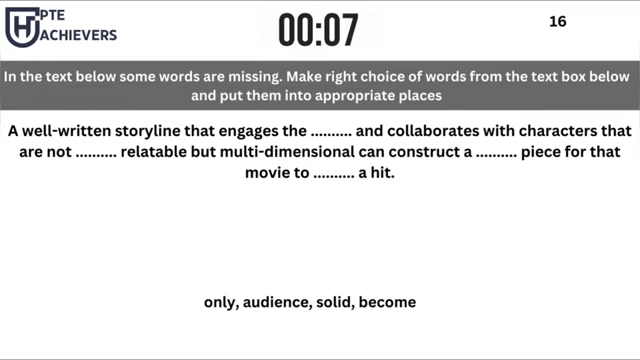 PTE
ACHIEVERS
00:07
16
In the text below some words are missing. Make right choice of words from the text box below
and put them into appropriate places
A well-written storyline that engages the .......... and collaborates with characters that
are not .......... relatable but multi-dimensional can construct a .......... piece for that
movie to .......... a hit.
only, audience, solid, become